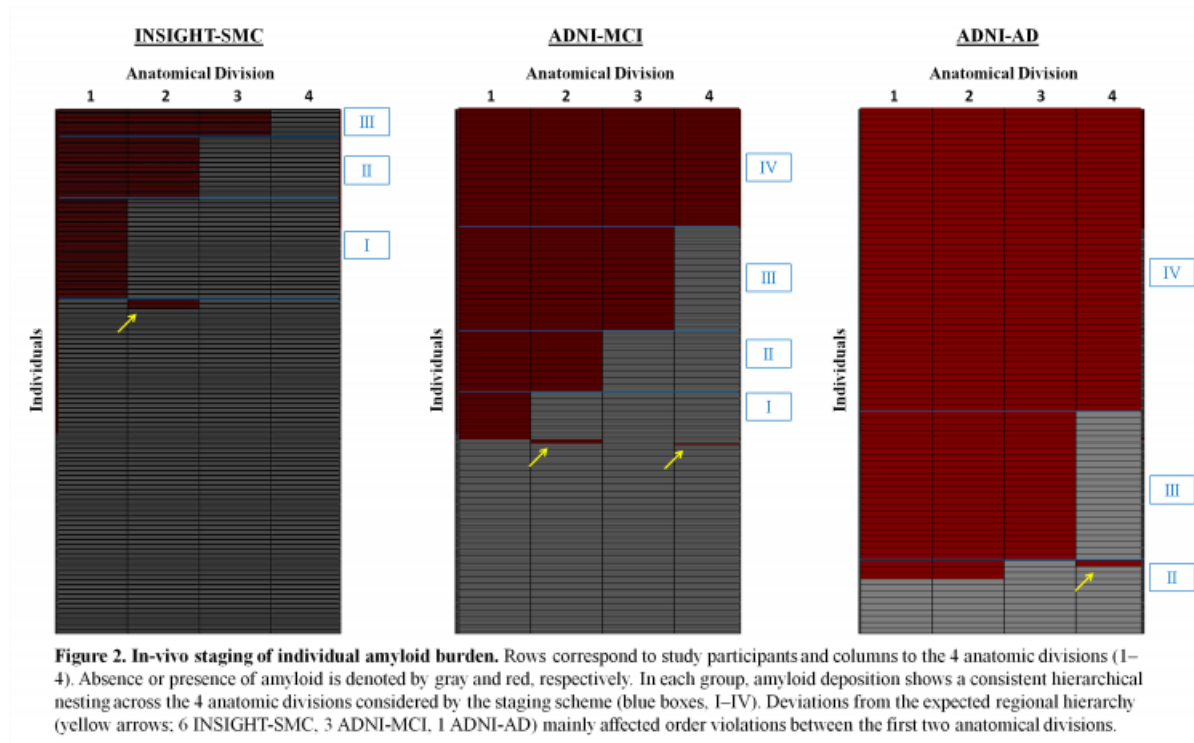 INSIGHT-SMC
Anatomical Division
1 2 3 4
III
II
I
Individuals
ADNI-MCI
Anatomical Division
1 2 3 4
IV
III
II
I
Individuals
ADNI-AD
Anatomical Division
1 2 3 4
IV
III
II
Individuals
Figure 2. In-vivo staging of individual amyloid burden. Rows correspond to study participants and columns to the 4 anatomic divisions (1–
4). Absence or presence of amyloid is denoted by gray and red, respectively. In each group, amyloid deposition shows a consistent hierarchical
nesting across the 4 anatomic divisions considered by the staging scheme (blue boxes, I–IV). Deviations from the expected regional hierarchy
(yellow arrows; 6 INSIGHT-SMC, 3 ADNI-MCI, 1 ADNI-AD) mainly affected order violations between the first two anatomical divisions.